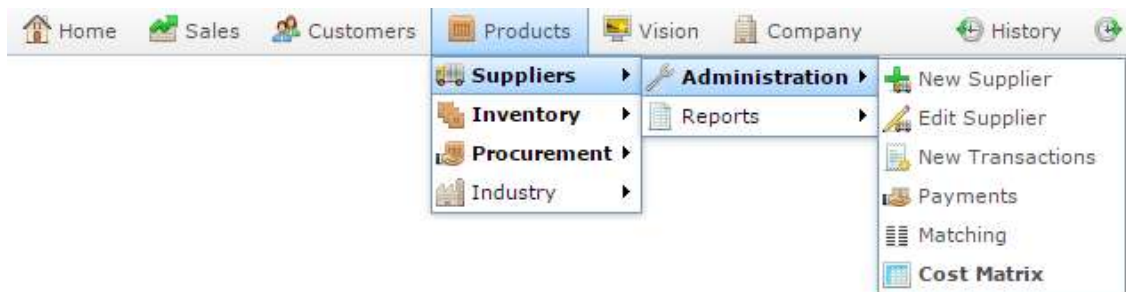 Home Sales Customers Products Vision Company History
Suppliers Administration New Supplier
Inventory Reports Edit Supplier
Procurement New Transactions
Industry Payments
Matching
Cost Matrix